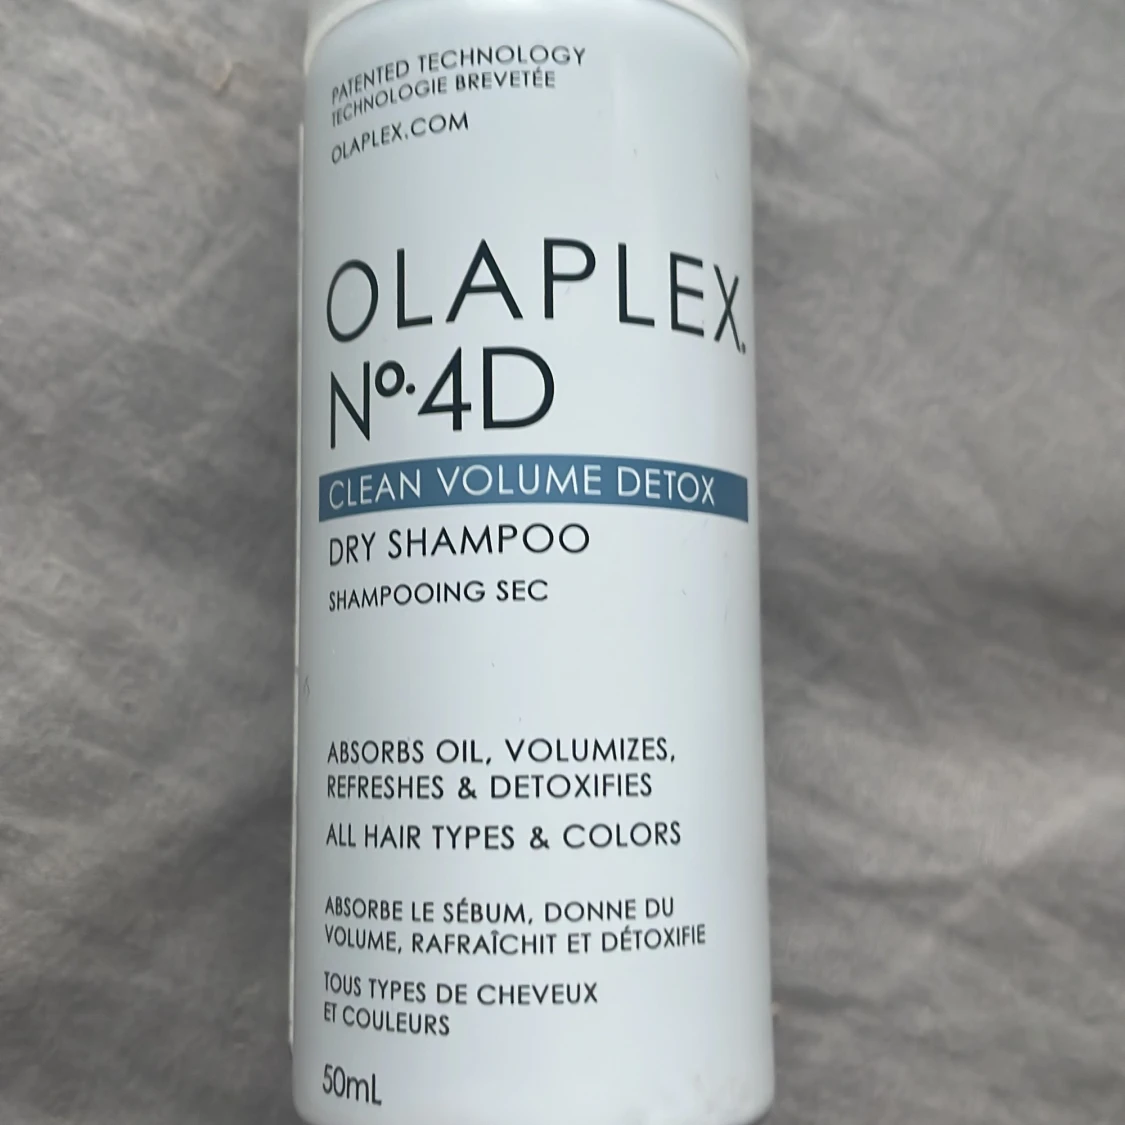 PATENTED TECHNOLOGY
TECHNOLOGIE BREVETÉE
OLAPLEX.COM
OLAPLEX.
Nº.4D
CLEAN VOLUME DETOX
DRY SHAMPOO
SHAMPOOING SEC
ABSORBS OIL, VOLUMIZES,
REFRESHES & DETOXIFIES
ALL HAIR TYPES & COLORS
ABSORBE LE SÉBUM, DONNE DU
VOLUME, RAFRAÎCHIT ET DÉTOXIFIE
TOUS TYPES DE CHEVEUX
ET COULEURS
50mL